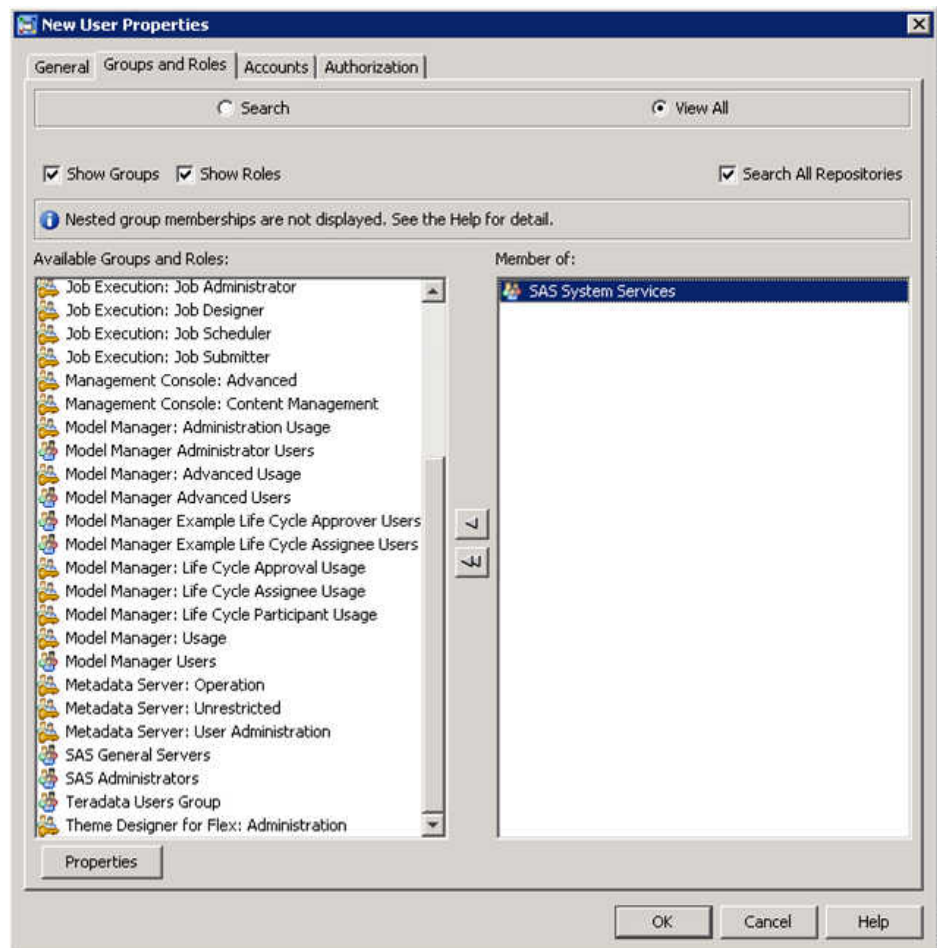 New User Properties
General Groups and Roles Accounts Authorization
Search View All
Show Groups Show Roles Search All Repositories
Nested group memberships are not displayed. See the Help for detail.
Available Groups and Roles: Member of:
Job Execution: Job Administrator
Job Execution: Job Designer
Job Execution: Job Scheduler
Job Execution: Job Submitter
Management Console: Advanced
Management Console: Content Management
Model Manager: Administration Usage
Model Manager Administrator Users
Model Manager: Advanced Usage
Model Manager Advanced Users
Model Manager Example Life Cycle Approver Users
Model Manager Example Life Cycle Assignee Users
Model Manager: Life Cycle Approval Usage
Model Manager: Life Cycle Assignee Usage
Model Manager: Life Cycle Participant Usage
Model Manager: Usage
Model Manager Users
Metadata Server: Operation
Metadata Server: Unrestricted
Metadata Server: User Administration
SAS General Servers
SAS Administrators
Teradata Users Group
Theme Designer for Flex: Administration
SAS System Services
Properties
OK Cancel Help